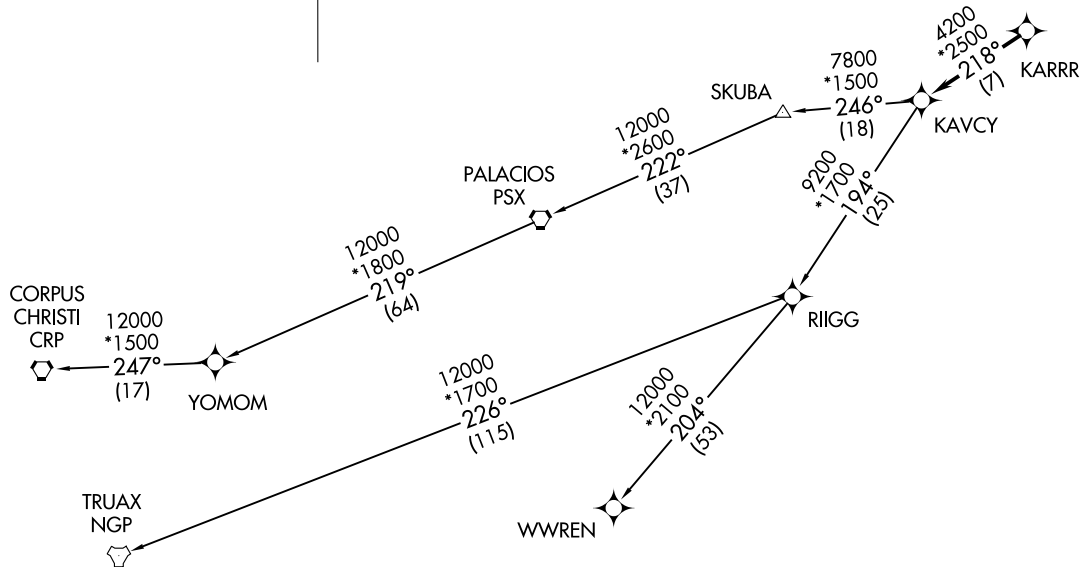 4200
*2500
218°
(7)
KARRR
7800
*1500
246°
(18)
SKUBA
KAVCY
12000
*2600
222°
(37)
9200
*1700
194°
(25)
PALACIOS
PSX
12000
*1800
219°
(64)
CORPUS
CHRISTI
CRP
12000
*1500
247°
(17)
YOMOM
RIIGG
12000
*1700
226°
(115)
12000
*2100
204°
(53)
TRUAX
NGP
WWREN